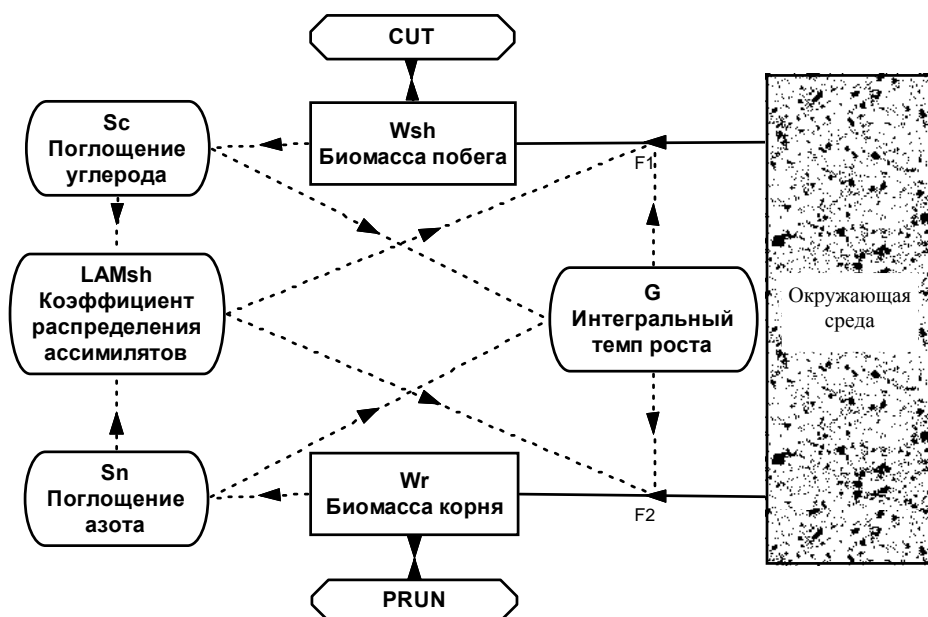 CUT
Sc
Поглощение
углерода
Wsh
Биомасса побега
F1
LAMsh
Коэффициент
распределения
ассимилятов
G
Интегральный
темп роста
Окружающая
среда
Sn
Поглощение
азота
Wr
Биомасса корня
F2
PRUN